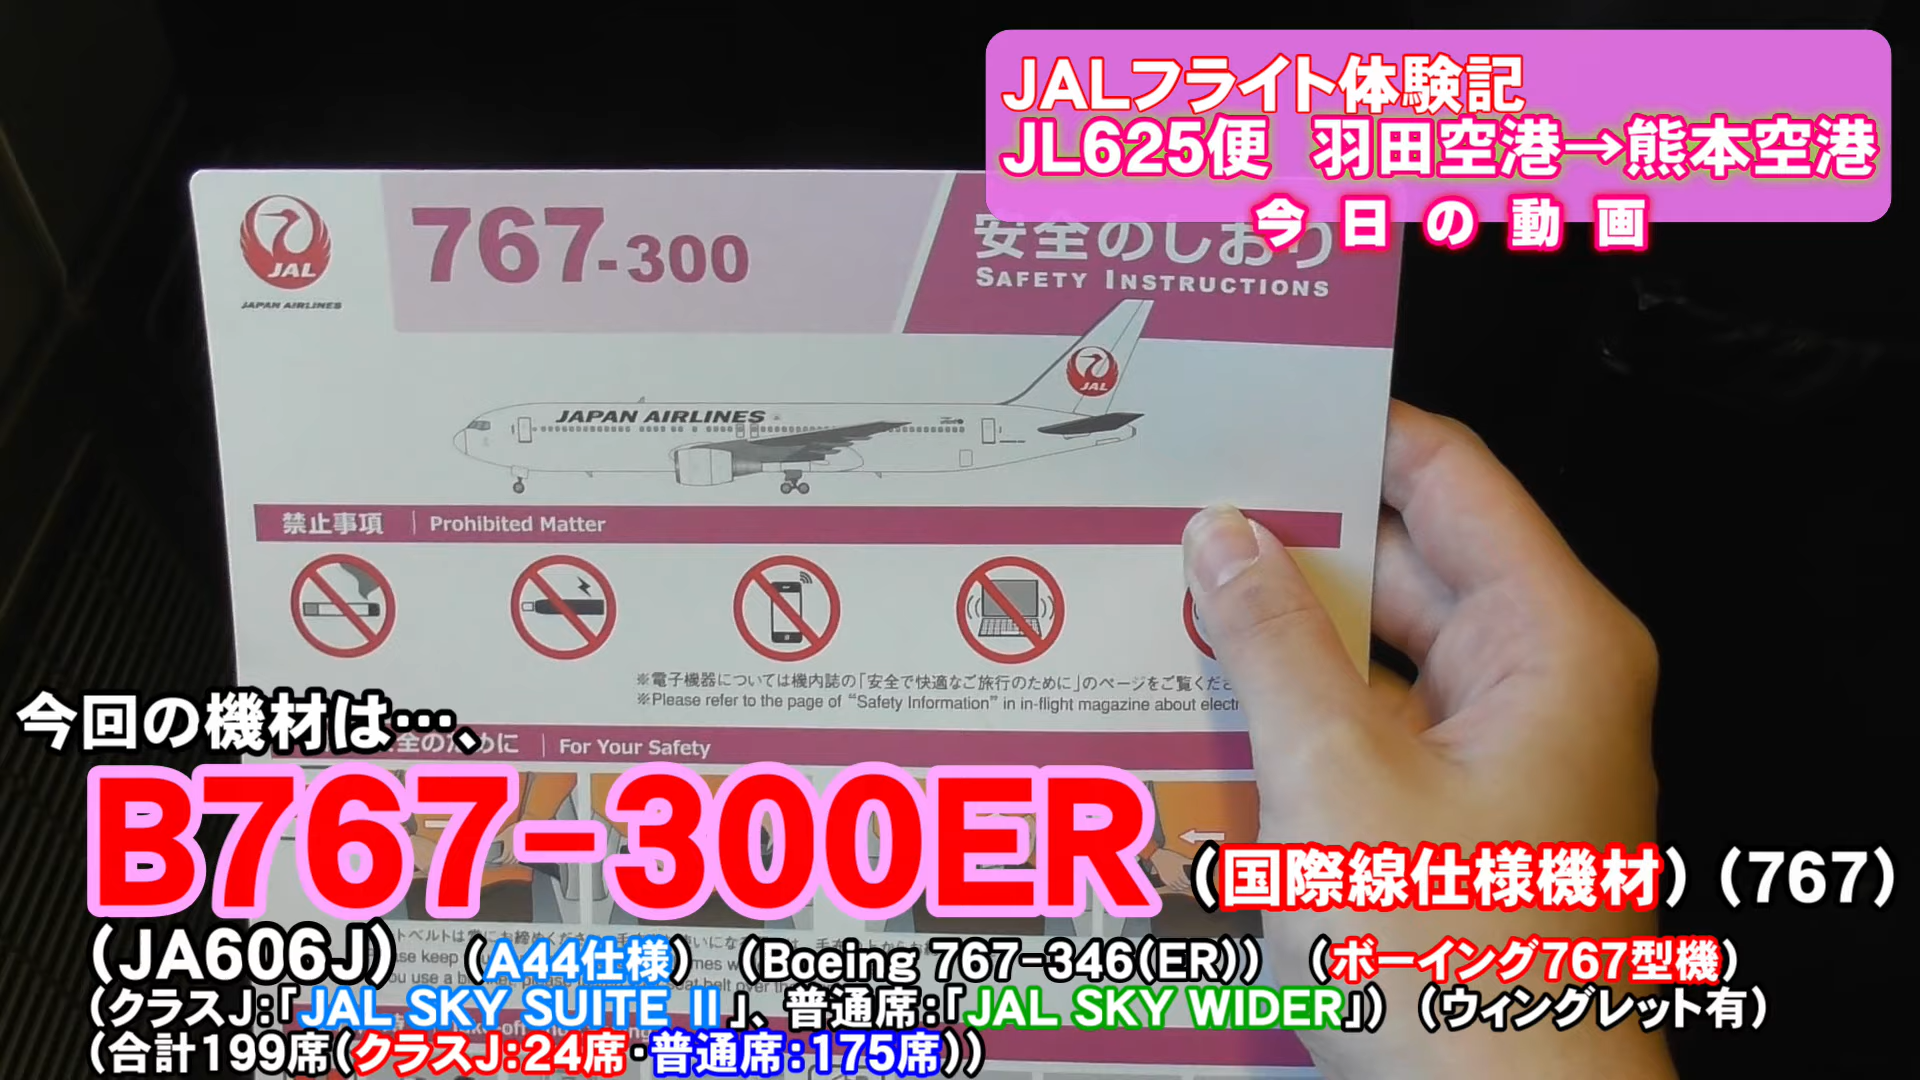 JALフライト体験記
JL625便 羽田空港→熊本空港
今日の動画
JAL
JAPAN AIRLINES
767-300
安全のしおり
SAFETY INSTRUCTIONS
JAL
JAPAN AIRLINES
禁止事項 | Prohibited Matter
※電子機器については機内誌の「安全で快適なご旅行のために」のページをご覧くださ
※Please refer to the page of “Safety Information” in in-flight magazine about electr
今回の機材は…、
全のために | For Your Safety
B767-300ER（国際線仕様機材）（767）
（JA606J）（A44仕様）（Boeing 767-346(ER)）（ボーイング767型機）
（クラスJ：「JAL SKY SUITE Ⅱ」、普通席：「JAL SKY WIDER」）（ウィングレット有）
（合計199席（クラスJ：24席・普通席：175席））